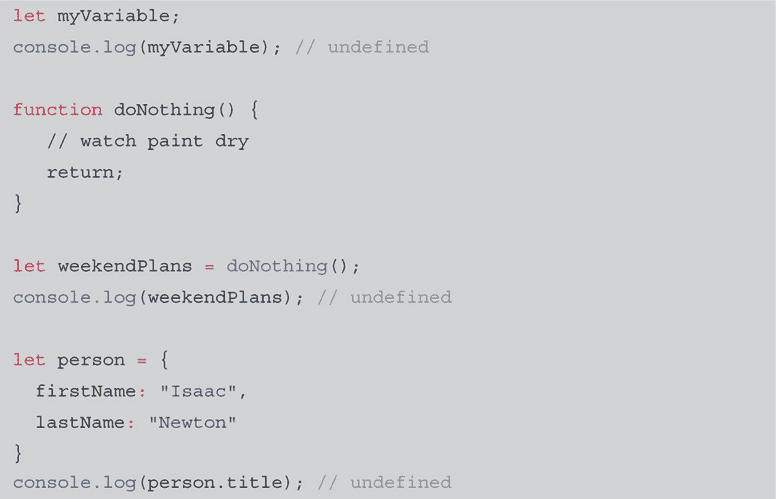 let myVariable;
console.log(myVariable); // undefined
function doNothing() {
// watch paint dry
return;
}
let weekendPlans = doNothing();
console.log(weekendPlans); // undefined
let person = {
firstName: "Isaac",
lastName: "Newton"
}
console.log(person.title); // undefined